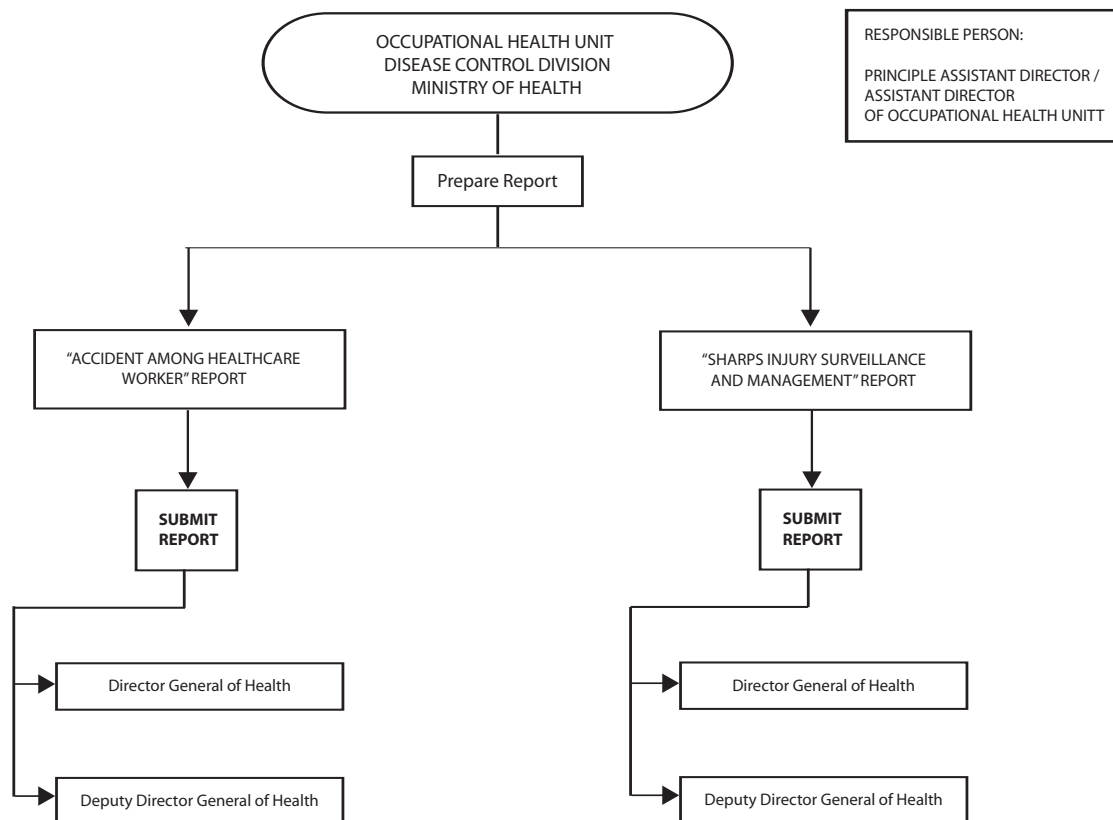 OCCUPATIONAL HEALTH UNIT
DISEASE CONTROL DIVISION
MINISTRY OF HEALTH
RESPONSIBLE PERSON:
PRINCIPLE ASSISTANT DIRECTOR /
ASSISTANT DIRECTOR
OF OCCUPATIONAL HEALTH UNITT
Prepare Report
“ACCIDENT AMONG HEALTHCARE
WORKER” REPORT
“SHARPS INJURY SURVEILLANCE
AND MANAGEMENT” REPORT
SUBMIT
REPORT
SUBMIT
REPORT
Director General of Health
Director General of Health
Deputy Director General of Health
Deputy Director General of Health